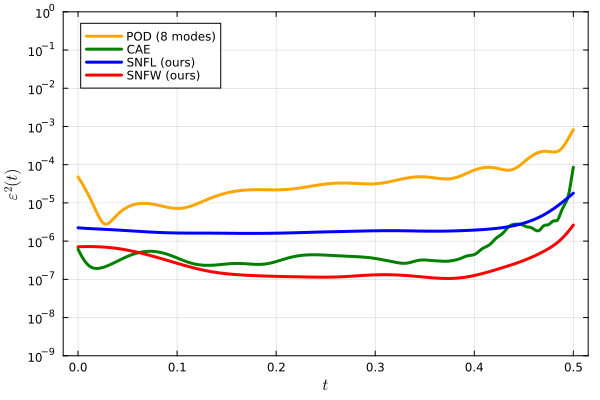 10⁰
10⁻¹
10⁻²
10⁻³
10⁻⁴
10⁻⁵
10⁻⁶
10⁻⁷
10⁻⁸
10⁻⁹
ε²(t)
POD (8 modes)
CAE
SNFL (ours)
SNFW (ours)
0.0 0.1 0.2 0.3 0.4 0.5
t